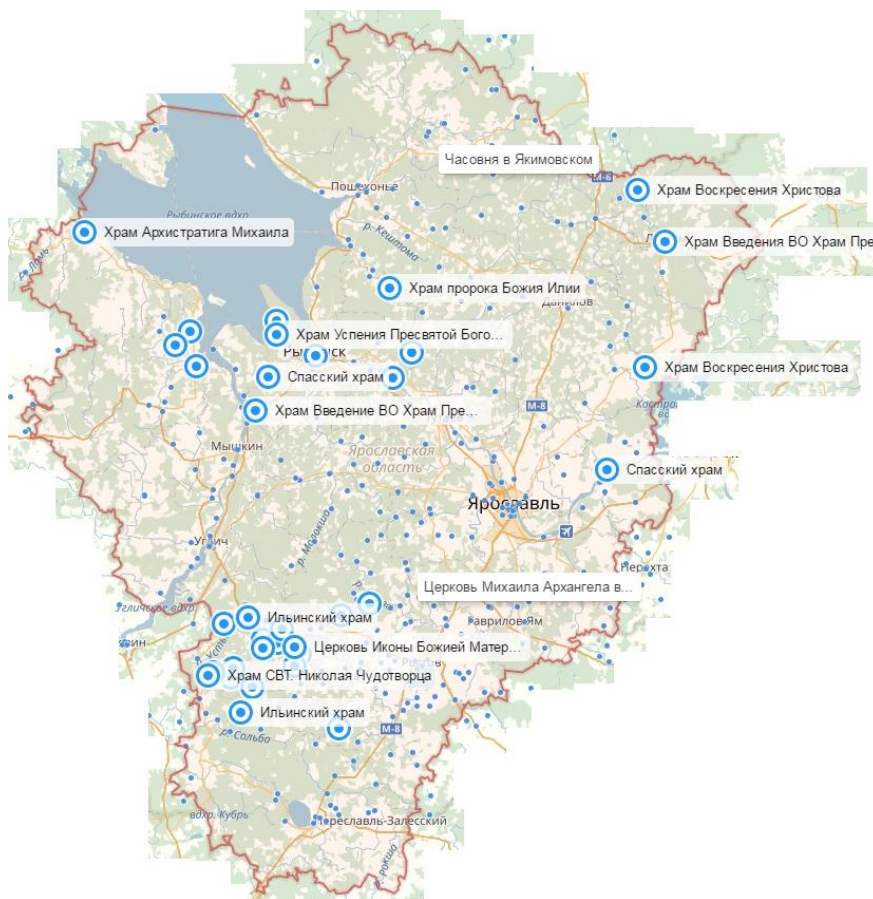 Часовня в Якимовском
М-8
Пошехонье
Храм Воскресения Христова
Рыбинское вдхр.
Храм Архистратига Михаила
р. Кештома
Храм Введения ВО Храм Пре
Храм пророка Божия Илии
Данилов
Храм Успения Пресвятой Бого...
Храм Воскресения Христова
Спасский храм
М-8
Храм Введение ВО Храм Пре...
Мышкин
Ярославская
область
Спасский храм
Ярославль
р. Молокша
Углич
Нерехта
Церковь Михаила Архангела в...
Угличское вдхр.
Ильинский храм
Гаврилов Ям
Церковь Иконы Божией Матер...
Храм СВТ. Николая Чудотворца
Ильинский храм
М-8
р. Сольба
вдхр. Кубрь
Переславль-Залесский
р. рокша